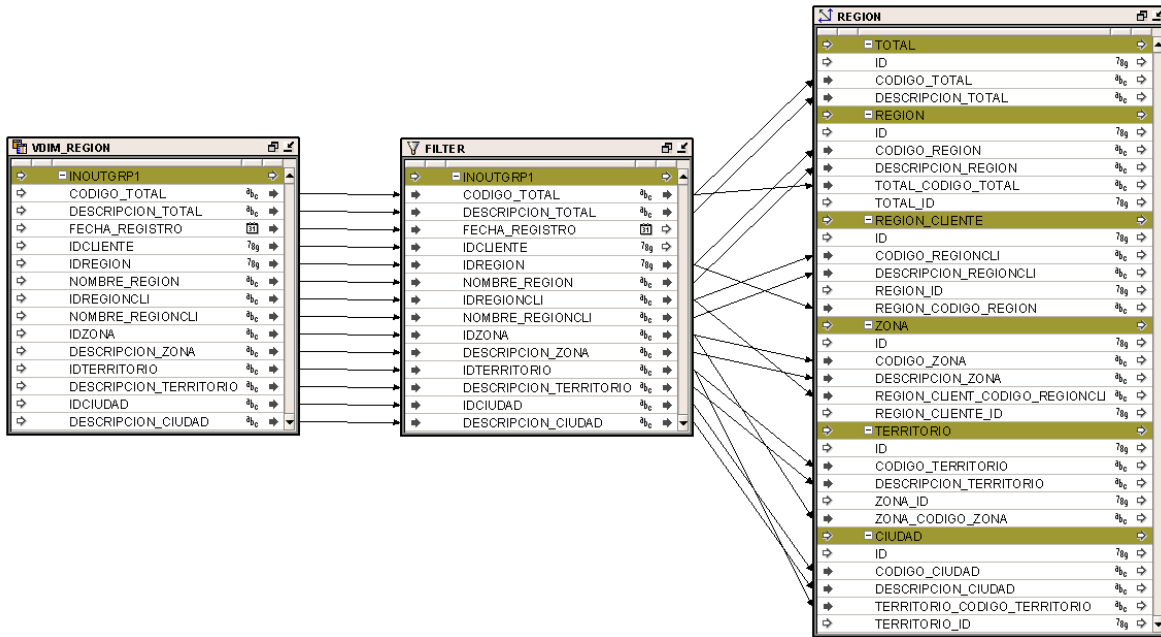 VDIM_REGION
INOUTGRP1
CODIGO_TOTAL
DESCRIPCION_TOTAL
FECHA_REGISTRO
IDCLIENTE
IDREGION
NOMBRE_REGION
IDREGIONCLI
NOMBRE_REGIONCLI
IDZONA
DESCRIPCION_ZONA
IDTERRITORIO
DESCRIPCION_TERRITORIO
IDCIUDAD
DESCRIPCION_CIUDAD
FILTER
INOUTGRP1
CODIGO_TOTAL
DESCRIPCION_TOTAL
FECHA_REGISTRO
IDCLIENTE
IDREGION
NOMBRE_REGION
IDREGIONCLI
NOMBRE_REGIONCLI
IDZONA
DESCRIPCION_ZONA
IDTERRITORIO
DESCRIPCION_TERRITORIO
IDCIUDAD
DESCRIPCION_CIUDAD
REGION
TOTAL
ID
CODIGO_TOTAL
DESCRIPCION_TOTAL
REGION
ID
CODIGO_REGION
DESCRIPCION_REGION
TOTAL_CODIGO_TOTAL
TOTAL_ID
REGION_CLIENTE
ID
CODIGO_REGIONCLI
DESCRIPCION_REGIONCLI
REGION_ID
REGION_CODIGO_REGION
ZONA
ID
CODIGO_ZONA
DESCRIPCION_ZONA
REGION_CLIENT_CODIGO_REGIONCLI
REGION_CLIENTE_ID
TERRITORIO
ID
CODIGO_TERRITORIO
DESCRIPCION_TERRITORIO
ZONA_ID
ZONA_CODIGO_ZONA
CIUDAD
ID
CODIGO_CIUDAD
DESCRIPCION_CIUDAD
TERRITORIO_CODIGO_TERRITORIO
TERRITORIO_ID